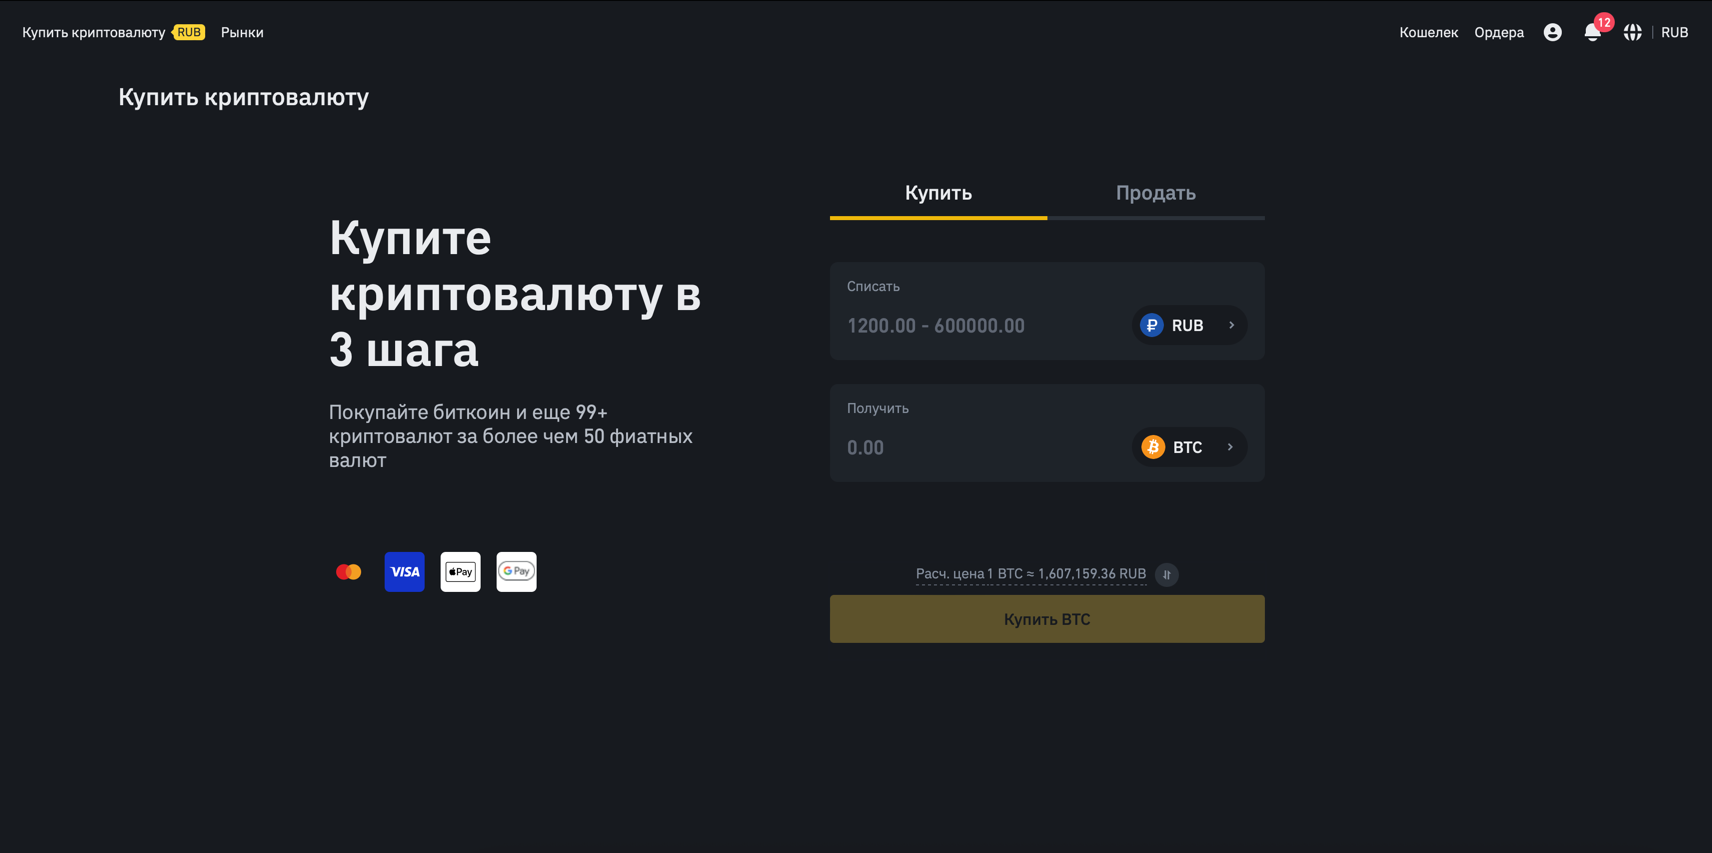 Купить криптовалюту RUB Рынки
Кошелек Ордера 12 RUB
Купить криптовалюту
Купите
криптовалюту в
3 шага
Покупайте биткоин и еще 99+
криптовалют за более чем 50 фиатных
валют
VISA Pay G Pay
Купить Продать
Списать
1200.00 - 600000.00 ₽ RUB
Получить
0.00 ₿ BTC
Расч. цена 1 BTC ≈ 1,607,159.36 RUB
Купить BTC